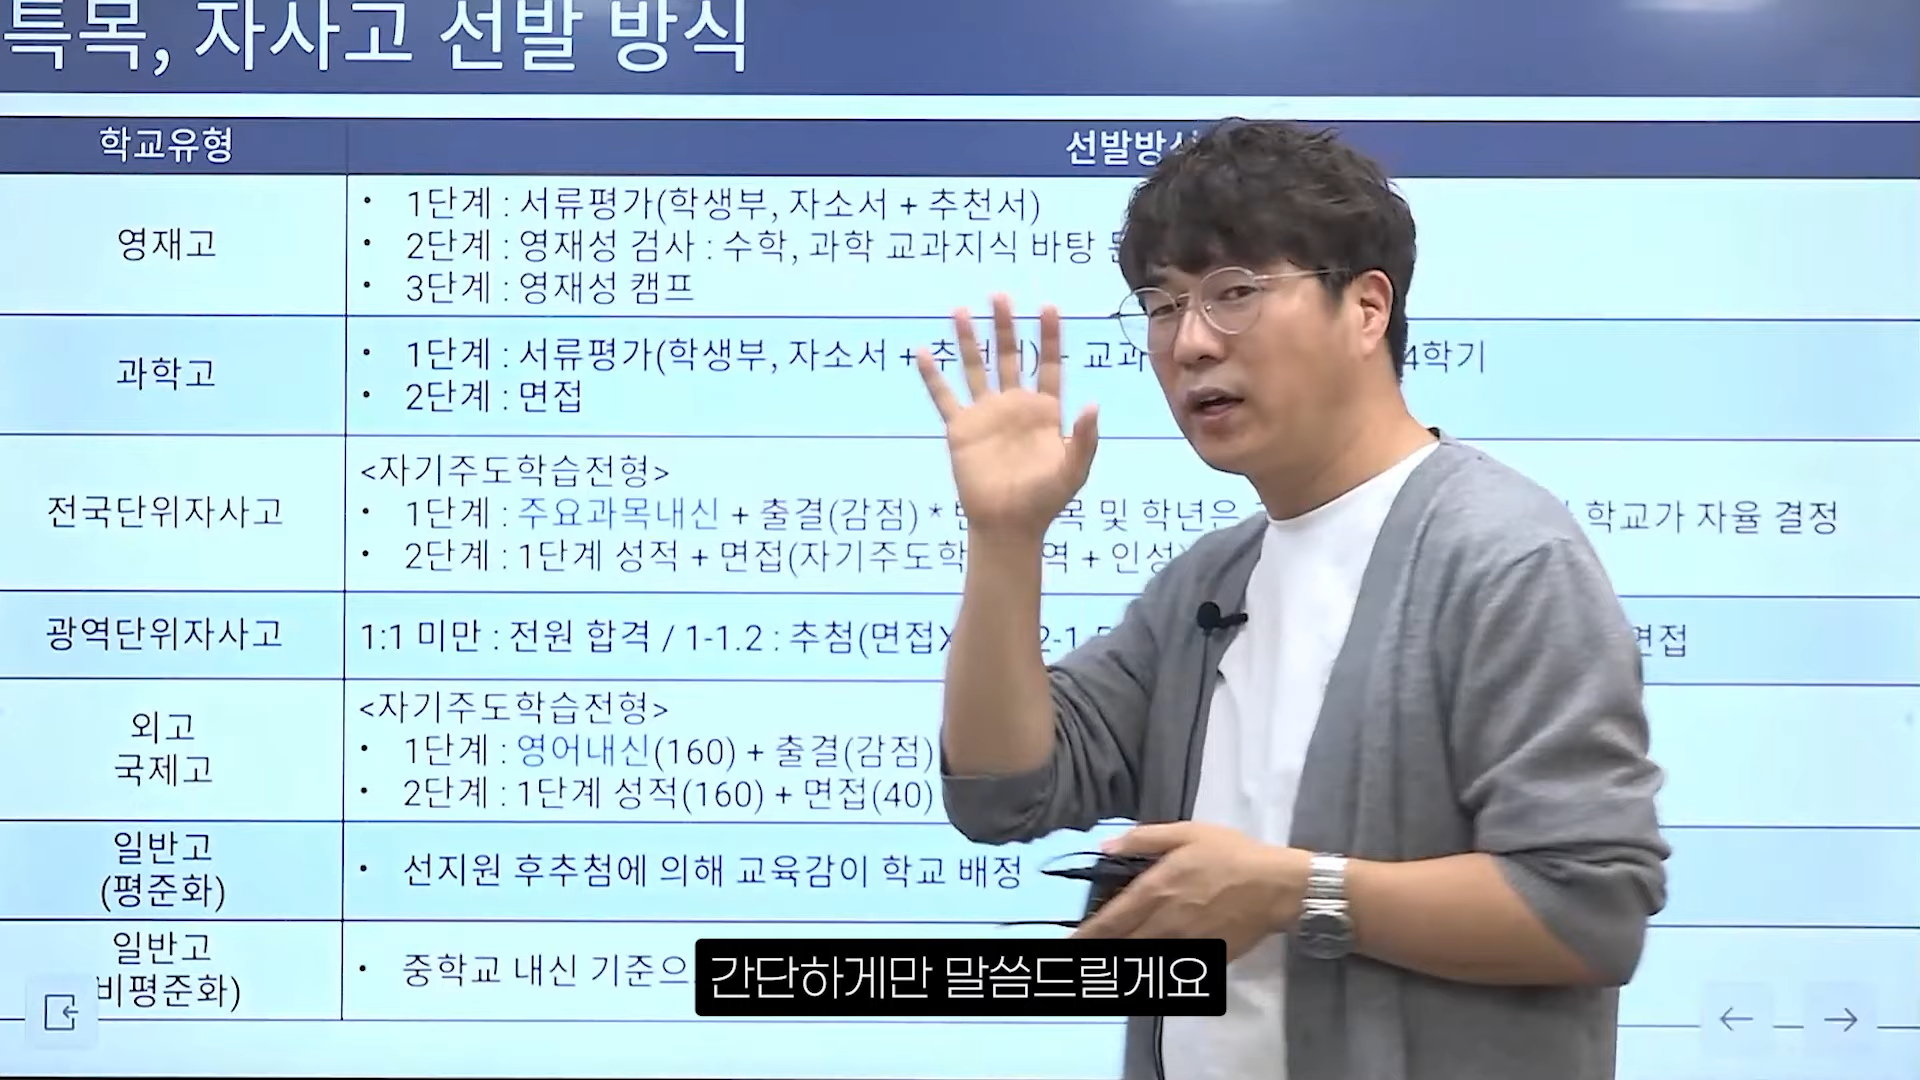 특목, 자사고 선발 방식
학교유형
영재고
• 1단계 : 서류평가(학생부, 자소서 + 추천서)
• 2단계 : 영재성 검사 : 수학, 과학 교과지식 바탕
• 3단계 : 영재성 캠프
과학고
• 1단계 : 서류평가(학생부, 자소서 + 추천서) 4학기
• 2단계 : 면접
전국단위자사고
<자기주도학습전형>
• 1단계 : 주요과목내신 + 출결(감점) * 및 학년은 학교가 자율 결정
• 2단계 : 1단계 성적 + 면접(자기주도 + 인성
광역단위자사고
1:1 미만 : 전원 합격 / 1-1.2 : 추첨(면접X 면접
외고
국제고
<자기주도학습전형>
• 1단계 : 영어내신(160) + 출결(감점)
• 2단계 : 1단계 성적(160) + 면접(40)
일반고
(평준화)
• 선지원 후추첨에 의해 교육감이 학교 배정
일반고
비평준화)
• 중학교 내신
간단하게만 말씀드릴게요